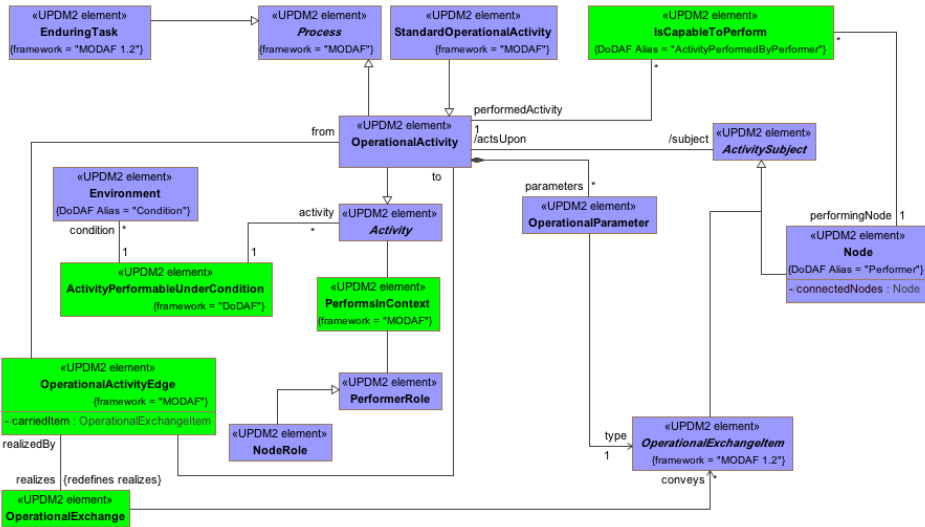 «UPDM2 element»
EnduringTask
{framework = "MODAF 1.2"}
«UPDM2 element»
Process
{framework = "MODAF"}
«UPDM2 element»
StandardOperationalActivity
{framework = "MODAF"}
«UPDM2 element»
IsCapableToPerform
{DoDAF Alias = "ActivityPerformedByPerformer"}
*
*
performedActivity
1
from
«UPDM2 element»
OperationalActivity
/actsUpon
/subject
«UPDM2 element»
ActivitySubject
to
«UPDM2 element»
Environment
{DoDAF Alias = "Condition"}
condition
*
1
activity
*
1
«UPDM2 element»
Activity
parameters
*
«UPDM2 element»
OperationalParameter
performingNode
1
«UPDM2 element»
Node
{DoDAF Alias = "Performer"}
-/connectedNodes : Node
«UPDM2 element»
ActivityPerformableUnderCondition
{framework = "DoDAF"}
«UPDM2 element»
PerformsInContext
{framework = "MODAF"}
«UPDM2 element»
OperationalActivityEdge
{framework = "MODAF"}
- carriedItem : OperationalExchangeItem
«UPDM2 element»
PerformerRole
«UPDM2 element»
NodeRole
type
1
«UPDM2 element»
OperationalExchangeItem
{framework = "MODAF 1.2"}
realizedBy
realizes
{redefines realizes}
conveys
*
«UPDM2 element»
OperationalExchange